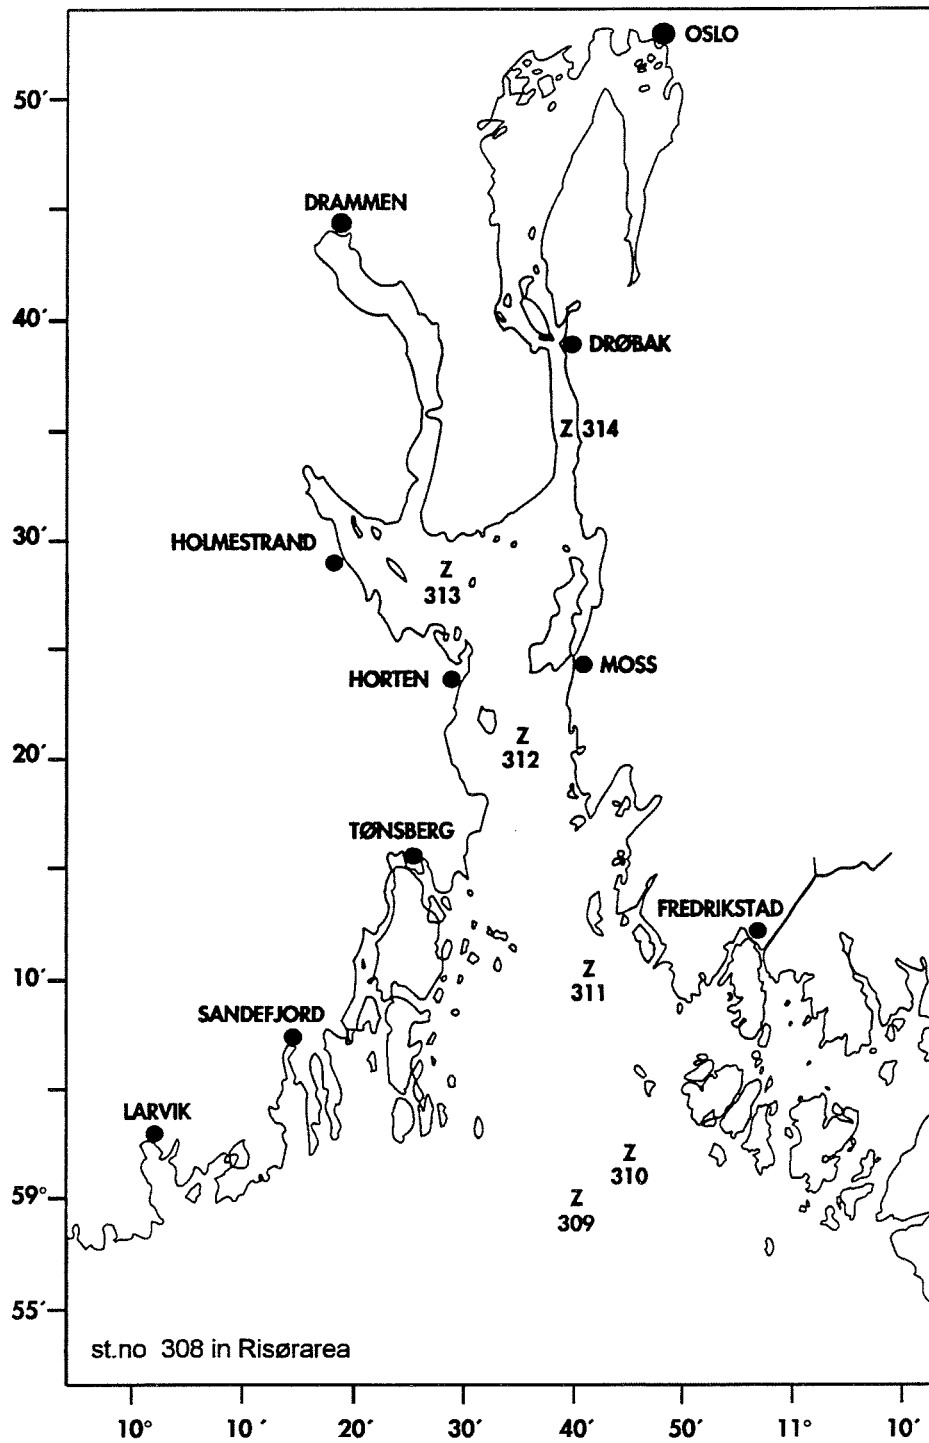 OSLO
50′
DRAMMEN
40′
DRØBAK
Z 314
30′
HOLMESTRAND
Z
313
MOSS
HORTEN
Z
312
20′
TØNSBERG
FREDRIKSTAD
Z
311
10′
SANDEFJORD
LARVIK
Z
310
59°
Z
309
55′
st.no 308 in Risørarea
10° 10′ 20′ 30′ 40′ 50′ 11° 10′